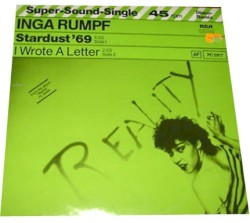 Super-Sound-Single 45
INGA RUMPF
RCA
Stardust '69
I Wrote A Letter
REALITY